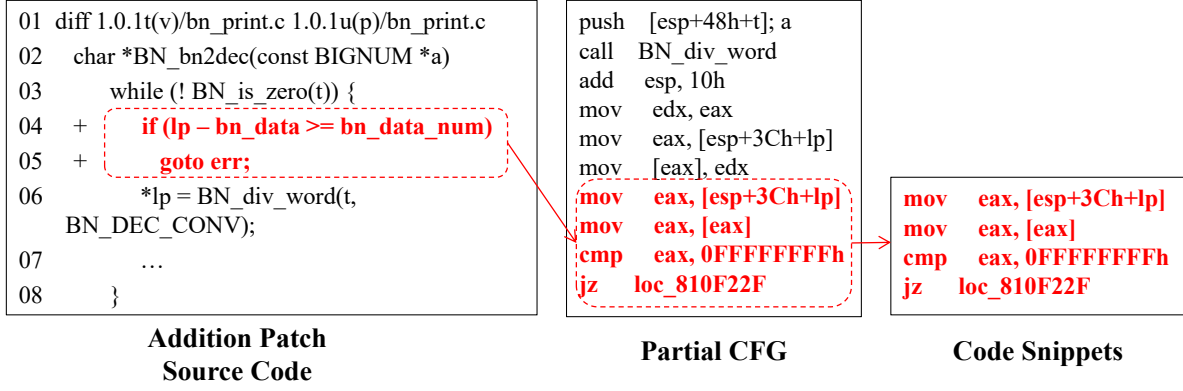 01 diff 1.0.1t(v)/bn_print.c 1.0.1u(p)/bn_print.c
02 char *BN_bn2dec(const BIGNUM *a)
03 while (! BN_is_zero(t)) {
04 + if (lp – bn_data >= bn_data_num)
05 + goto err;
06 *lp = BN_div_word(t,
BN_DEC_CONV);
07 …
08 }
Addition Patch
Source Code
push [esp+48h+t]; a
call BN_div_word
add esp, 10h
mov edx, eax
mov eax, [esp+3Ch+lp]
mov [eax], edx
mov eax, [esp+3Ch+lp]
mov eax, [eax]
cmp eax, 0FFFFFFFFh
jz loc_810F22F
Partial CFG
mov eax, [esp+3Ch+lp]
mov eax, [eax]
cmp eax, 0FFFFFFFFh
jz loc_810F22F
Code Snippets